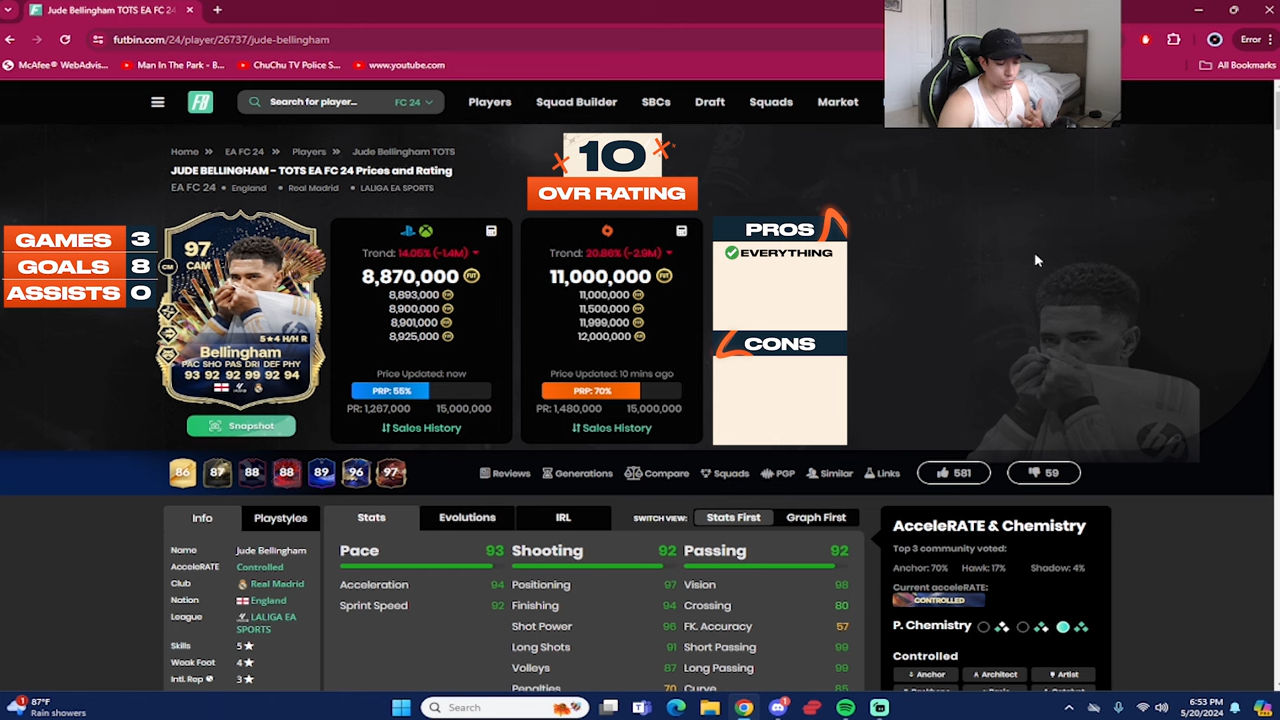 Jude Bellingham TOTS EA FC 24
futbin.com/24/player/26737/jude-bellingham
Error
McAfee® WebAdvis...
Man In The Park - B...
ChuChu TV Police S...
www.youtube.com
All Bookmarks
F8
Search for player...
FC 24
Players
Squad Builder
SBCs
Draft
Squads
Market
Home » EA FC 24 » Players » Jude Bellingham TOTS
JUDE BELLINGHAM - TOTS EA FC 24 Prices and Rating
EA FC 24 • England • Real Madrid • LALIGA EA SPORTS
10
OVR RATING
GAMES 3
GOALS 8
ASSISTS 0
97
CAM
CM
5★4 H/H R
Bellingham
PAC SHO PAS DRI DEF PHY
93 92 92 99 92 94
Snapshot
Trend: 14.05% (-1.4M)
8,870,000
8,893,000
8,900,000
8,901,000
8,925,000
Price Updated: now
PRP: 55%
PR: 1,267,000 15,000,000
Sales History
Trend: 20.86% (-2.9M)
11,000,000
11,000,000
11,500,000
11,999,000
12,000,000
Price Updated: 10 mins ago
PRP: 70%
PR: 1,480,000 15,000,000
Sales History
PROS
EVERYTHING
CONS
86 87 88 88 89 96 97
Reviews
Generations
Compare
Squads
PGP
Similar
Links
581
59
Info
Playstyles
Name Jude Bellingham
AcceleRATE Controlled
Club Real Madrid
Nation England
League LALIGA EA
SPORTS
Skills 5★
Weak Foot 4★
Intl. Rep 3★
Stats
Evolutions
IRL
SWITCH VIEW:
Stats First
Graph First
Pace 93
Acceleration 94
Sprint Speed 92
Shooting 92
Positioning 97
Finishing 94
Shot Power 96
Long Shots 91
Volleys 87
Penalties 70
Passing 92
Vision 98
Crossing 80
FK. Accuracy 57
Short Passing 99
Long Passing 99
Curve 85
AcceleRATE & Chemistry
Top 3 community voted:
Anchor: 70% Hawk: 17% Shadow: 4%
Current acceleRATE:
CONTROLLED
P. Chemistry
Controlled
Anchor
Architect
Artist
Backbone
Basic
Catalyst
1
87°F
Rain showers
Search
6:53 PM
5/20/2024